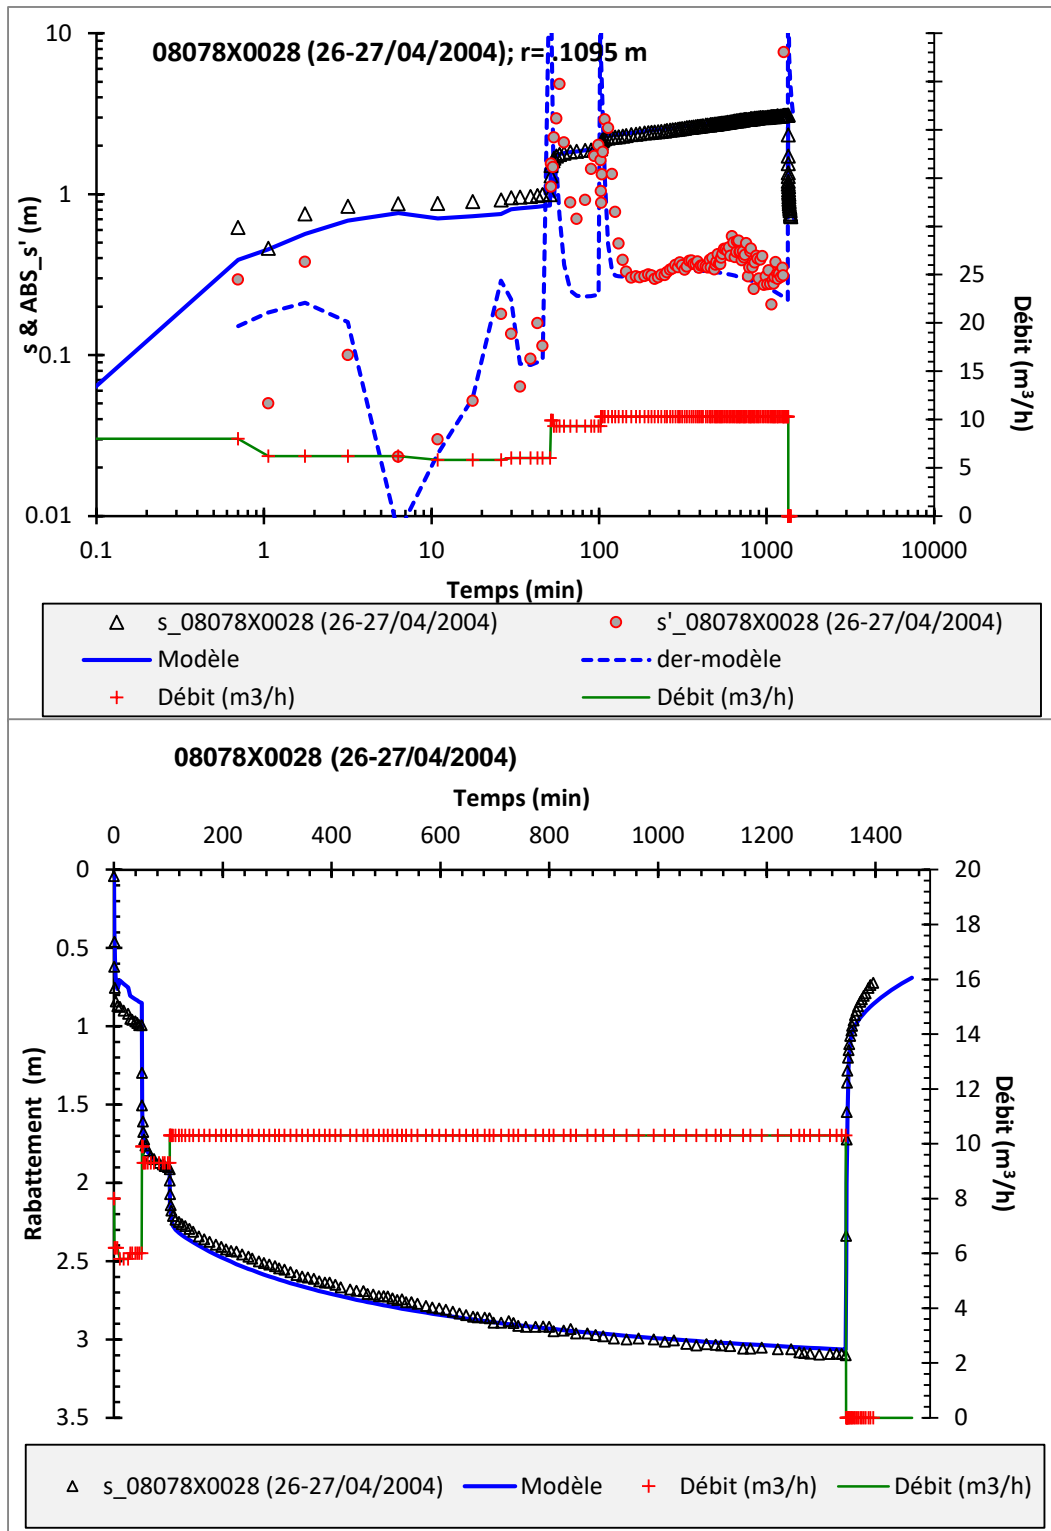 08078X0028 (26-27/04/2004); r= .1095 m
s & ABS_s' (m)
10
1
0.1
0.01
25
20
15
10
5
0
Débit (m³/h)
0.1 1 10 100 1000 10000
Temps (min)
s_08078X0028 (26-27/04/2004) s'_08078X0028 (26-27/04/2004)
Modèle der-modèle
Débit (m3/h) Débit (m3/h)
08078X0028 (26-27/04/2004)
Temps (min)
0 200 400 600 800 1000 1200 1400
Rabattement (m)
0
0.5
1
1.5
2
2.5
3
3.5
20
18
16
14
12
10
8
6
4
2
0
Débit (m³/h)
s_08078X0028 (26-27/04/2004) Modèle Débit (m3/h) Débit (m3/h)